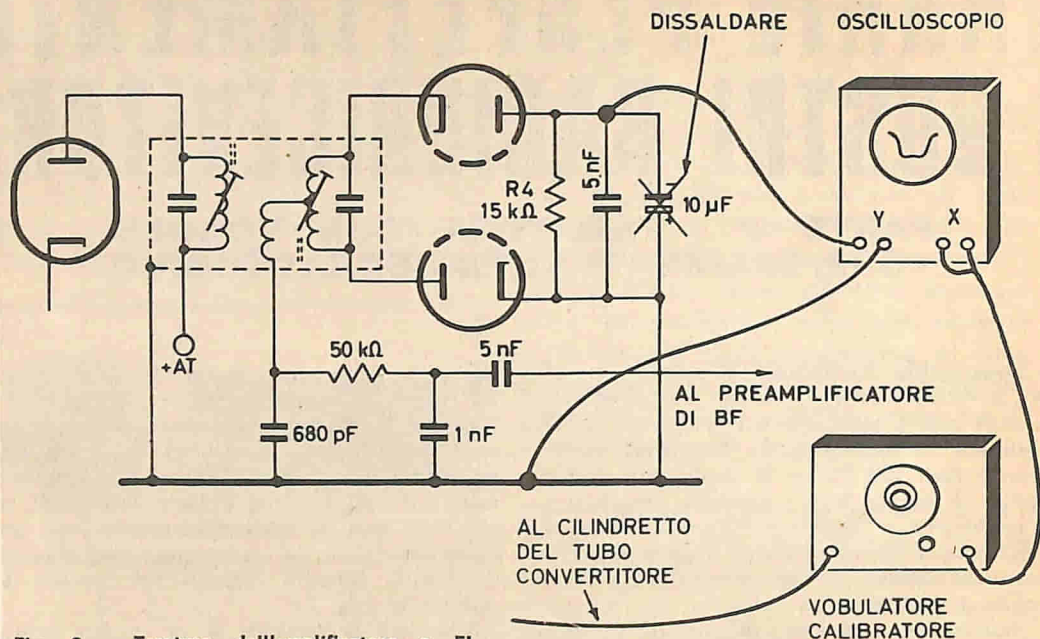 DISSALDARE
OSCILLOSCOPIO
R4
15 kΩ
5 nF
10 µF
Y
X
+AT
50 kΩ
5 nF
AL PREAMPLIFICATORE
DI BF
680 pF
1 nF
AL CILINDRETTO
DEL TUBO
CONVERTITORE
VOBULATORE
CALIBRATORE